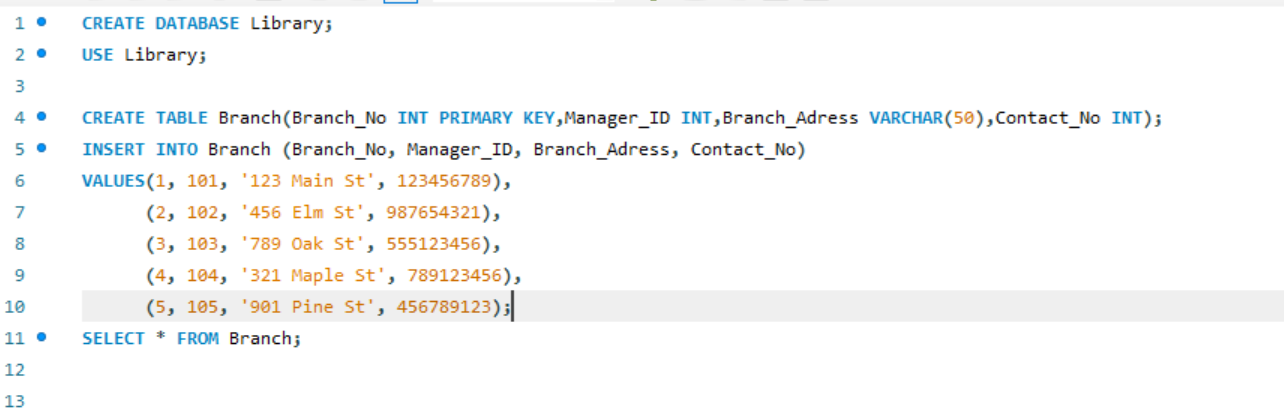 1 CREATE DATABASE Library;
2 USE Library;
3
4 CREATE TABLE Branch(Branch_No INT PRIMARY KEY,Manager_ID INT,Branch_Adress VARCHAR(50),Contact_No INT);
5 INSERT INTO Branch (Branch_No, Manager_ID, Branch_Adress, Contact_No)
6 VALUES(1, 101, '123 Main St', 123456789),
7 (2, 102, '456 Elm St', 987654321),
8 (3, 103, '789 Oak St', 555123456),
9 (4, 104, '321 Maple St', 789123456),
10 (5, 105, '901 Pine St', 456789123);
11 SELECT * FROM Branch;
12
13